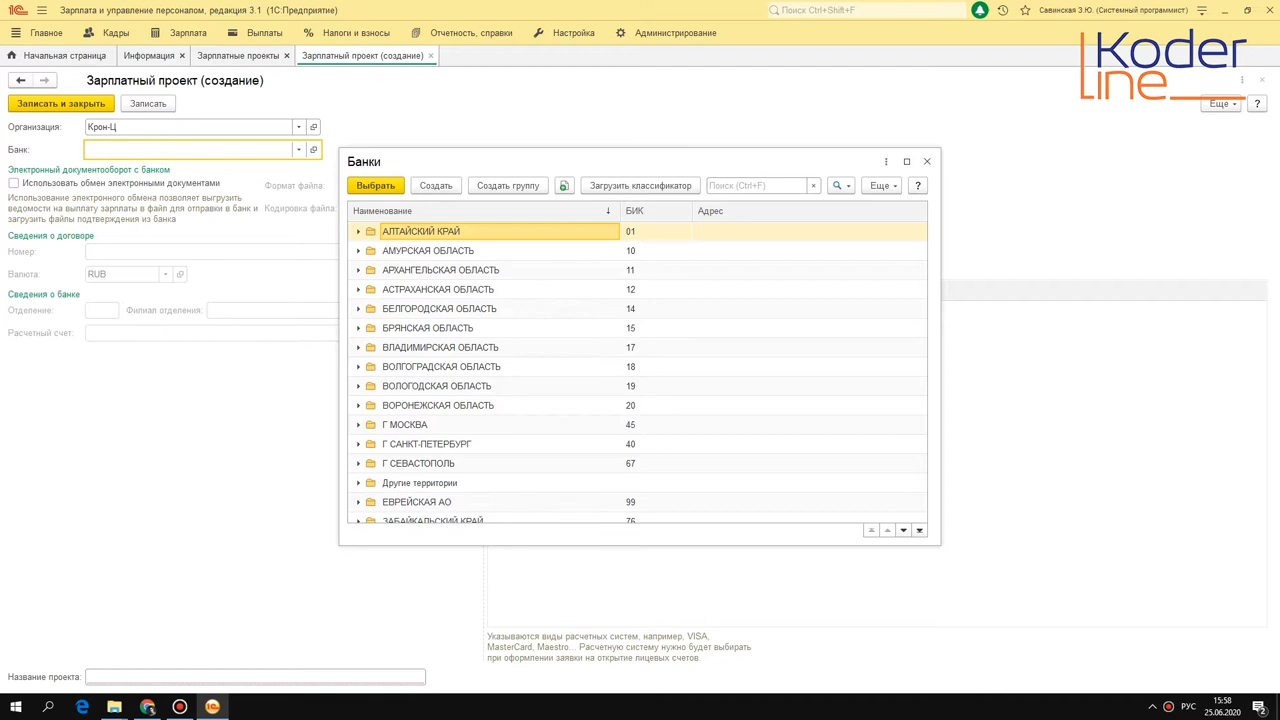 Зарплата и управление персоналом, редакция 3.1 (1С:Предприятие)
Поиск Ctrl+Shift+F
Савинская З.Ю. (Системный программист)
Главное
Кадры
Зарплата
Выплаты
Налоги и взносы
Отчетность, справки
Настройка
Администрирование
Начальная страница
Информация
Зарплатные проекты
Зарплатный проект (создание)
Koder
line
Зарплатный проект (создание)
Записать и закрыть
Записать
Еще
?
Организация:
Крон-Ц
Банк:
Электронный документооборот с банком
Использовать обмен электронными документами
Формат файла:
Использование электронного обмена позволяет выгрузить
ведомости на выплату зарплаты в файл для отправки в банк и
загрузить файлы подтверждения из банка
Кодировка файла:
Сведения о договоре
Номер:
Валюта:
RUB
Сведения о банке
Отделение:
Филиал отделения:
Расчетный счет:
Банки
Выбрать
Создать
Создать группу
Загрузить классификатор
Поиск (Ctrl+F)
Еще
?
Наименование
БИК
Адрес
АЛТАЙСКИЙ КРАЙ 01
АМУРСКАЯ ОБЛАСТЬ 10
АРХАНГЕЛЬСКАЯ ОБЛАСТЬ 11
АСТРАХАНСКАЯ ОБЛАСТЬ 12
БЕЛГОРОДСКАЯ ОБЛАСТЬ 14
БРЯНСКАЯ ОБЛАСТЬ 15
ВЛАДИМИРСКАЯ ОБЛАСТЬ 17
ВОЛГОГРАДСКАЯ ОБЛАСТЬ 18
ВОЛОГОДСКАЯ ОБЛАСТЬ 19
ВОРОНЕЖСКАЯ ОБЛАСТЬ 20
Г МОСКВА 45
Г САНКТ-ПЕТЕРБУРГ 40
Г СЕВАСТОПОЛЬ 67
Другие территории
ЕВРЕЙСКАЯ АО 99
ЗАБАЙКАЛЬСКИЙ КРАЙ 76
Указываются виды расчетных систем, например, VISA,
MasterCard, Maestro... Расчетную систему нужно будет выбирать
при оформлении заявки на открытие лицевых счетов.
Название проекта:
РУС
15:58
25.06.2020
2